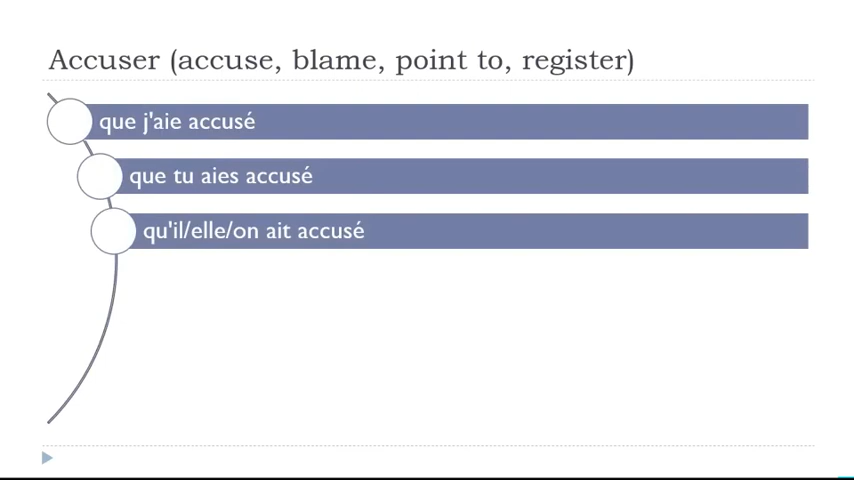 Accuser (accuse, blame, point to, register)
que j'aie accusé
que tu aies accusé
qu'il/elle/on ait accusé